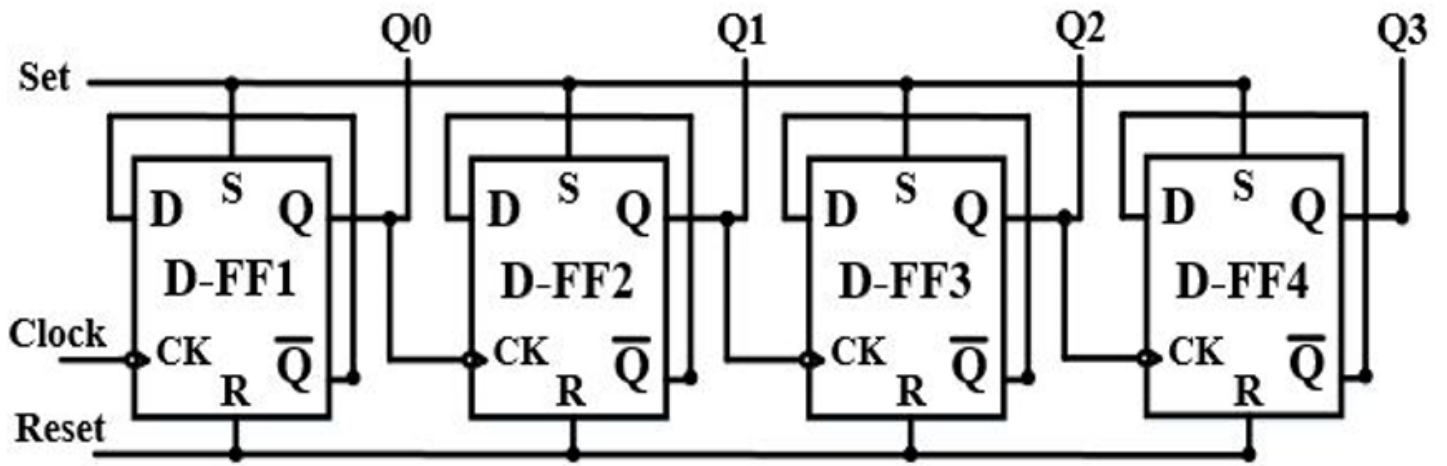 Q0 Q1 Q2 Q3
Set
S S S S
D Q D Q D Q D Q
D-FF1 D-FF2 D-FF3 D-FF4
Clock CK Q̅ CK Q̅ CK Q̅ CK Q̅
R R R R
Reset